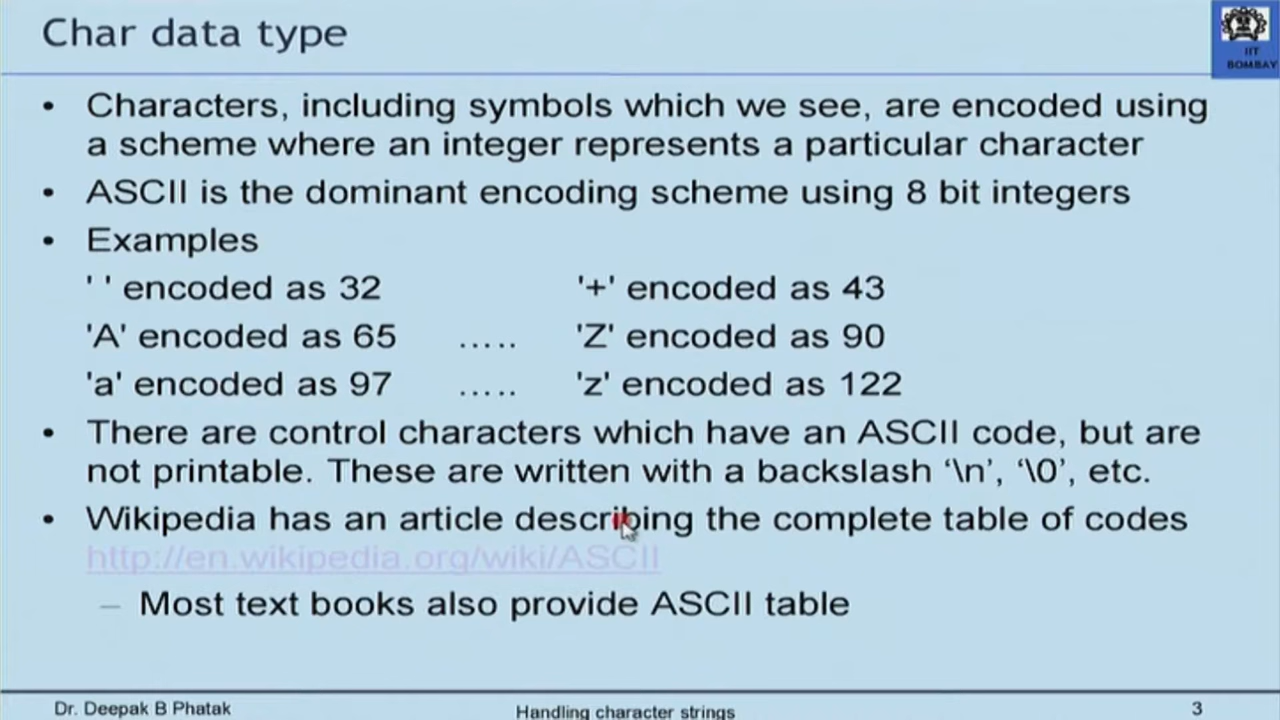 Char data type
IIT
BOMBAY
• Characters, including symbols which we see, are encoded using
a scheme where an integer represents a particular character
• ASCII is the dominant encoding scheme using 8 bit integers
• Examples
' ' encoded as 32 '+' encoded as 43
'A' encoded as 65 ..... 'Z' encoded as 90
'a' encoded as 97 ..... 'z' encoded as 122
• There are control characters which have an ASCII code, but are
not printable. These are written with a backslash ‘\n’, ‘\0’, etc.
• Wikipedia has an article describing the complete table of codes
http://en.wikipedia.org/wiki/ASCII
– Most text books also provide ASCII table
Dr. Deepak B Phatak Handling character strings 3